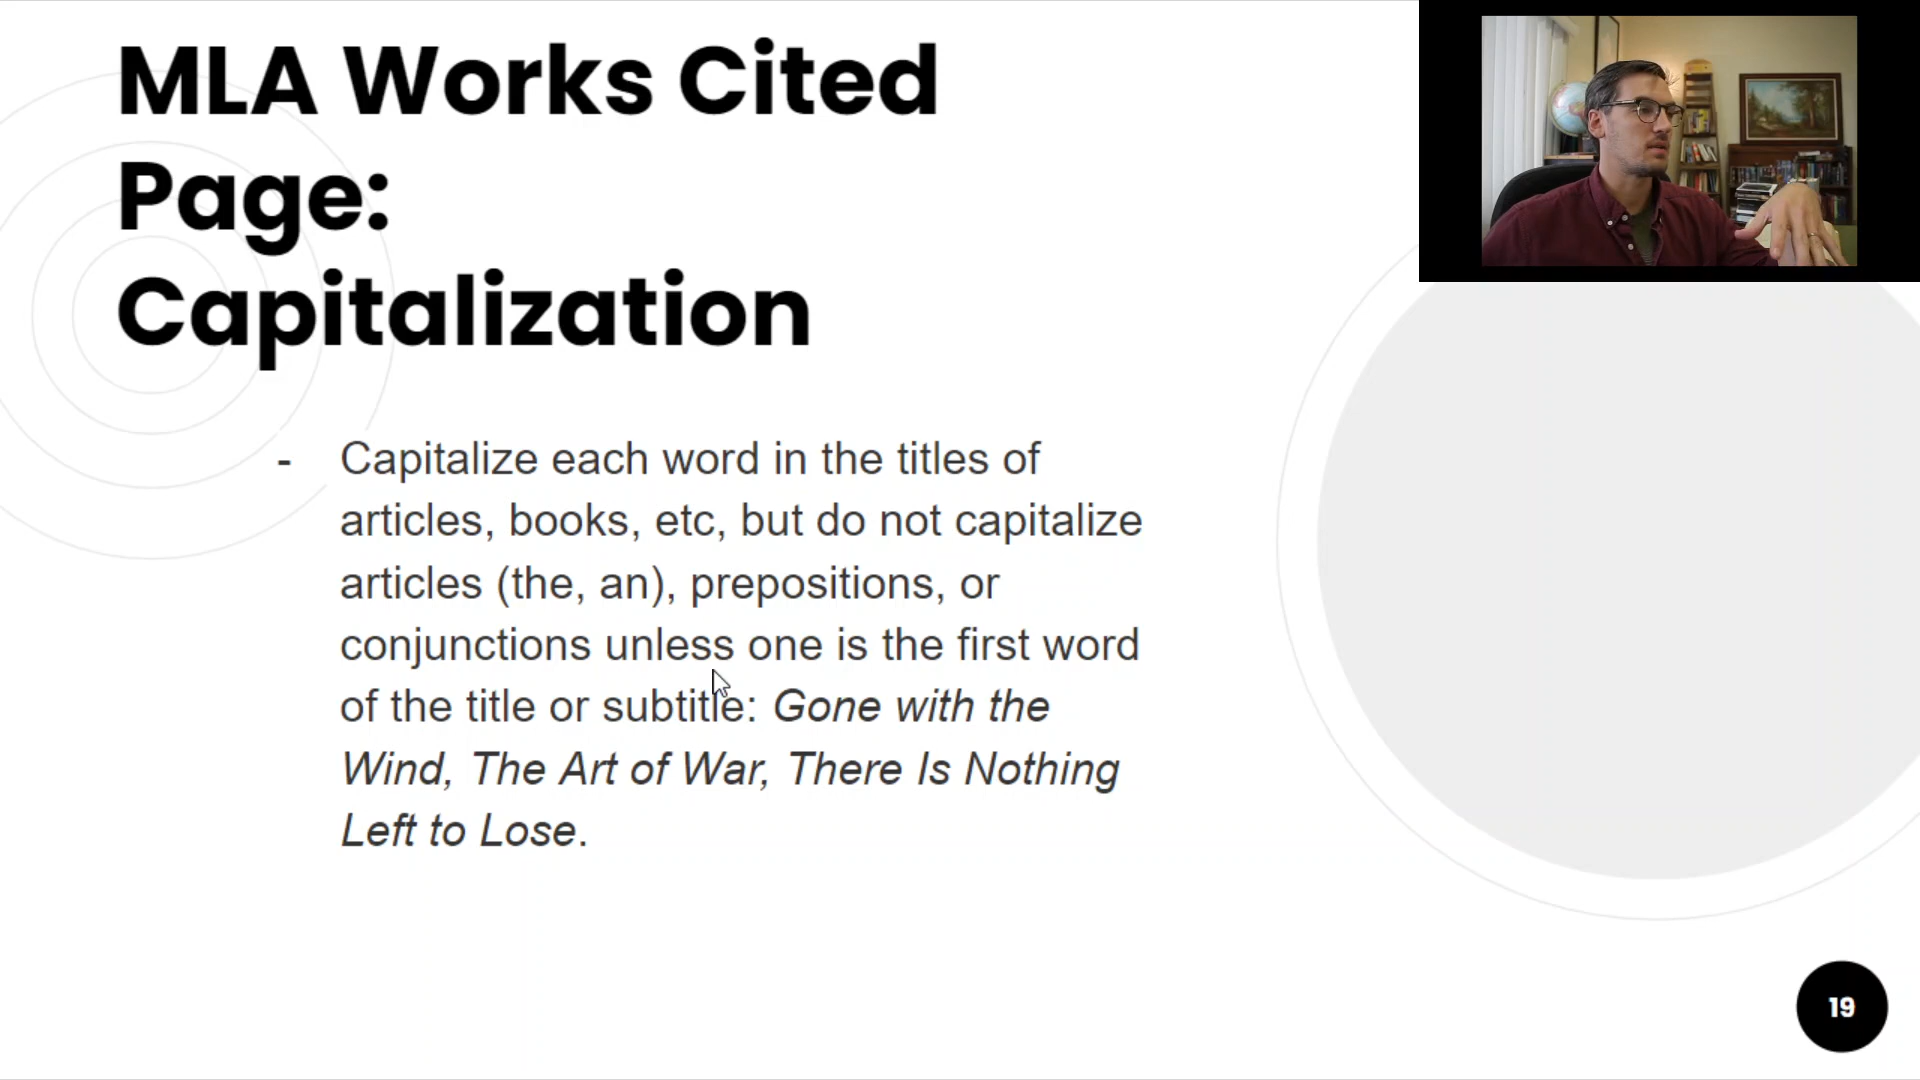 MLA Works Cited
Page:
Capitalization
- Capitalize each word in the titles of
articles, books, etc, but do not capitalize
articles (the, an), prepositions, or
conjunctions unless one is the first word
of the title or subtitle: Gone with the
Wind, The Art of War, There Is Nothing
Left to Lose.
19